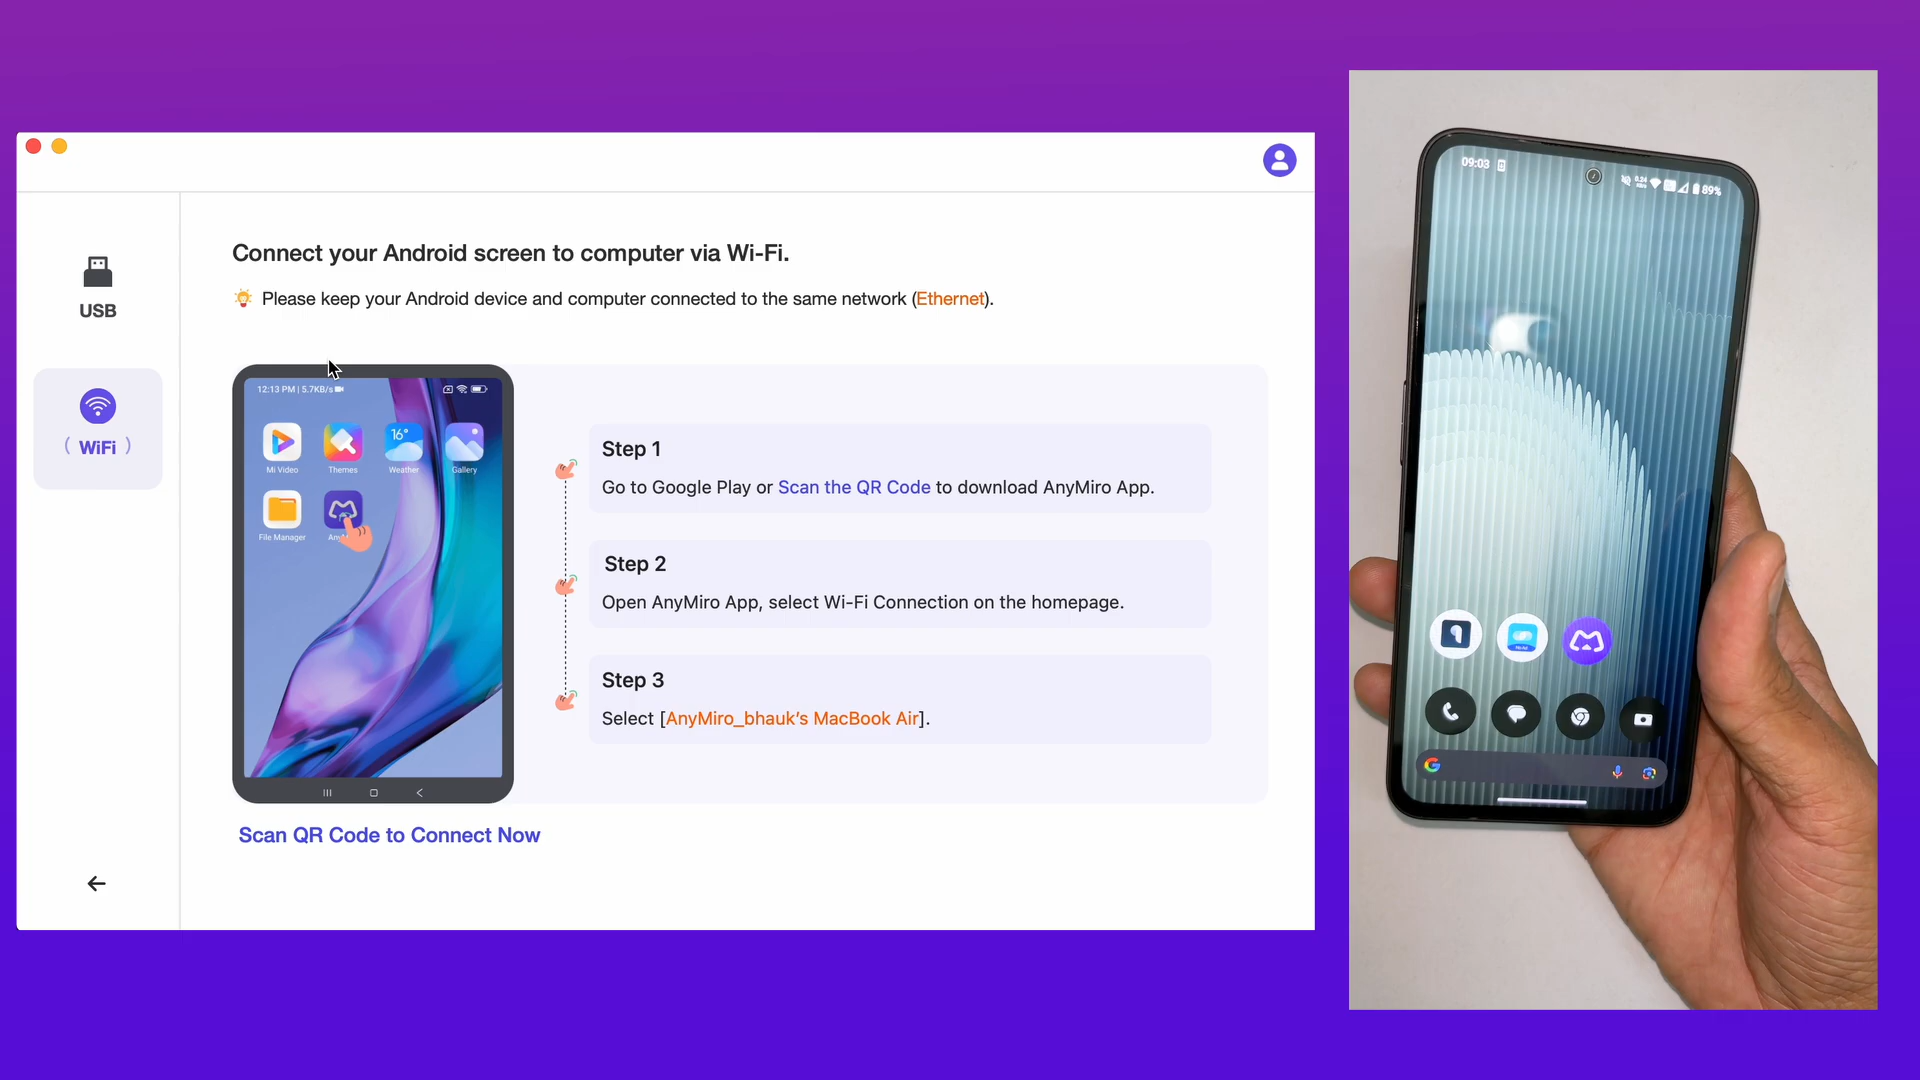 USB
WiFi
Connect your Android screen to computer via Wi-Fi.
Please keep your Android device and computer connected to the same network (Ethernet).
12:13 PM | 5.7KB/s
Mi Video
Themes
16°
Weather
Gallery
File Manager
Step 1
Go to Google Play or Scan the QR Code to download AnyMiro App.
Step 2
Open AnyMiro App, select Wi-Fi Connection on the homepage.
Step 3
Select [AnyMiro_bhauk's MacBook Air].
Scan QR Code to Connect Now
09:03
89%